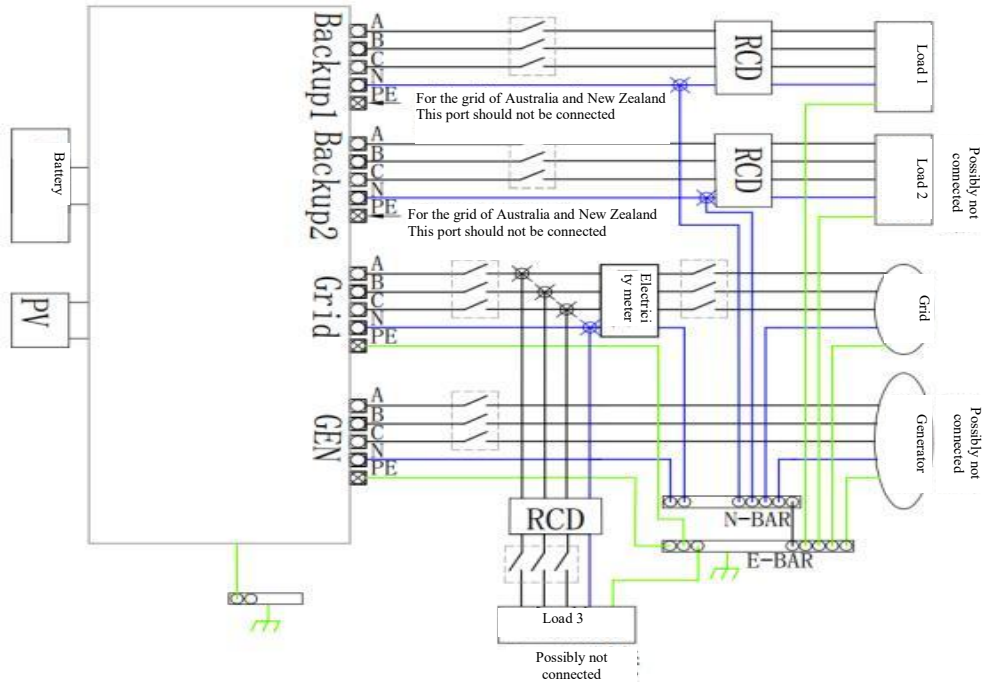 Battery
PV
Backup1
A
B
C
N
PE
For the grid of Australia and New Zealand
This port should not be connected
RCD
Load 1
Backup2
A
B
C
N
PE
For the grid of Australia and New Zealand
This port should not be connected
RCD
Load 2
Possibly not
connected
Grid
A
B
C
N
PE
Electrici
ty meter
Grid
GEN
A
B
C
N
PE
Generator
Possibly not
connected
N-BAR
E-BAR
RCD
Load 3
Possibly not
connected